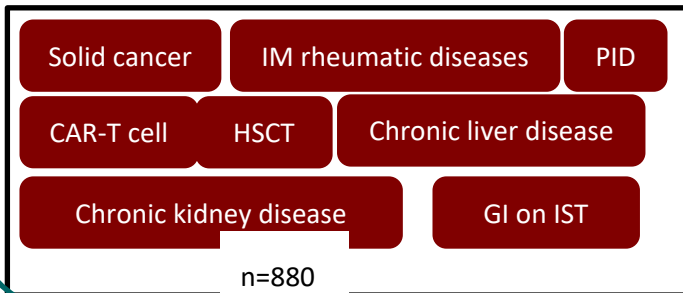 Solid cancer IM rheumatic diseases PID
CAR-T cell HSCT Chronic liver disease
Chronic kidney disease GI on IST
n=880